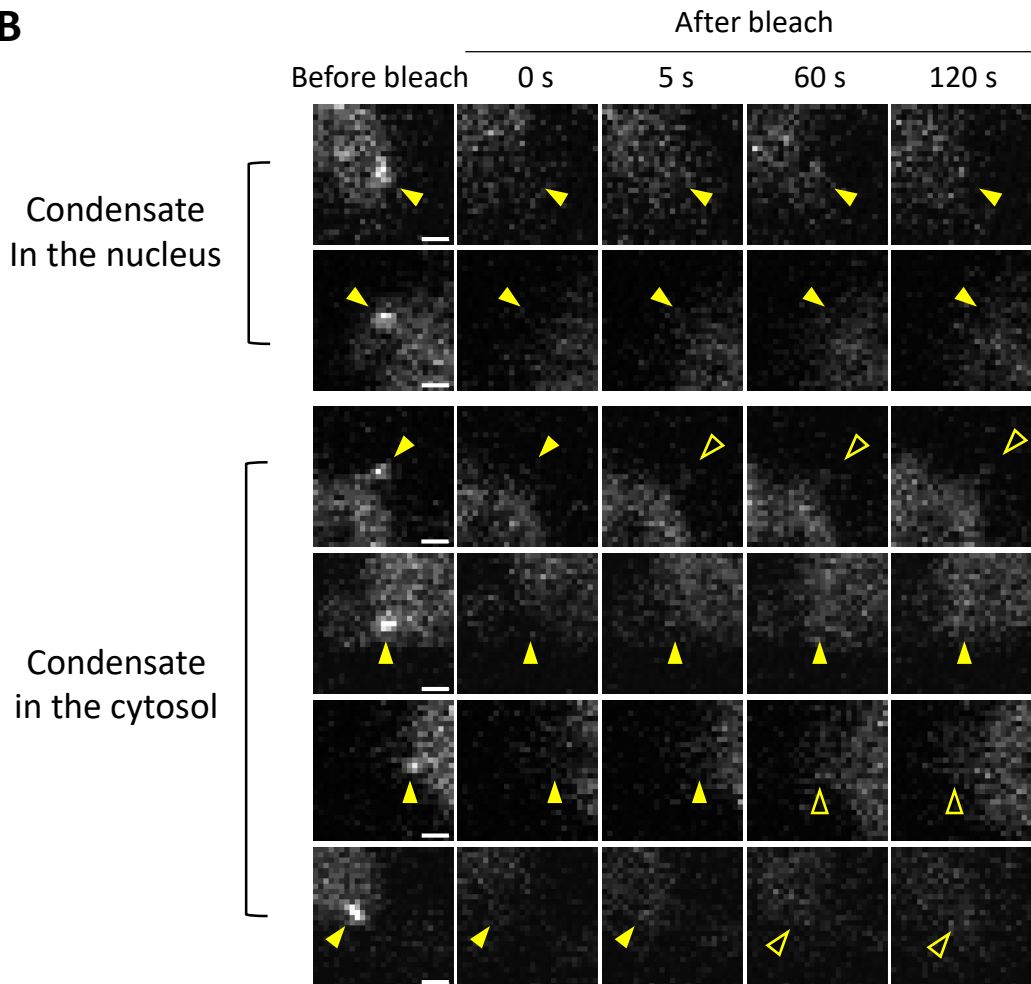 B
After bleach
Before bleach 0 s 5 s 60 s 120 s
Condensate
In the nucleus
Condensate
in the cytosol